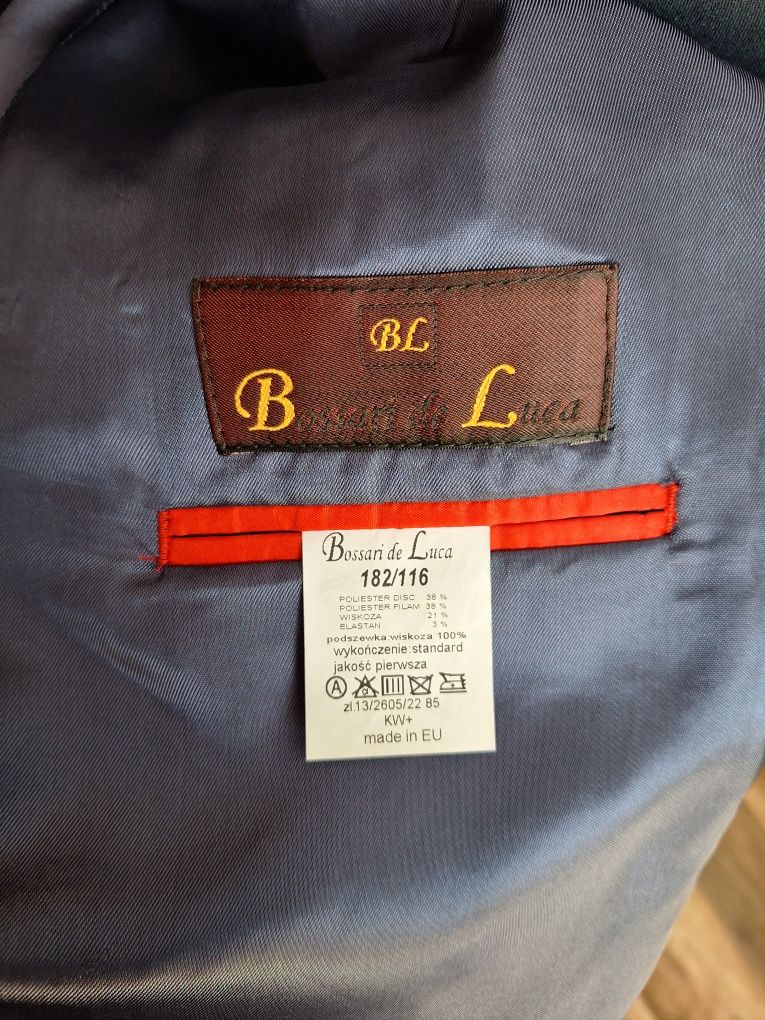 BL
Bossari de Luca
Bossari de Luca
182/116
POLIESTER DISC 38 %
POLIESTER FILAM 38 %
WISKOZA 21 %
ELASTAN 3 %
podszewka:wiskoza 100%
wykończenie:standard
jakość pierwsza
A
zl.13/2605/22 85
KW+
made in EU